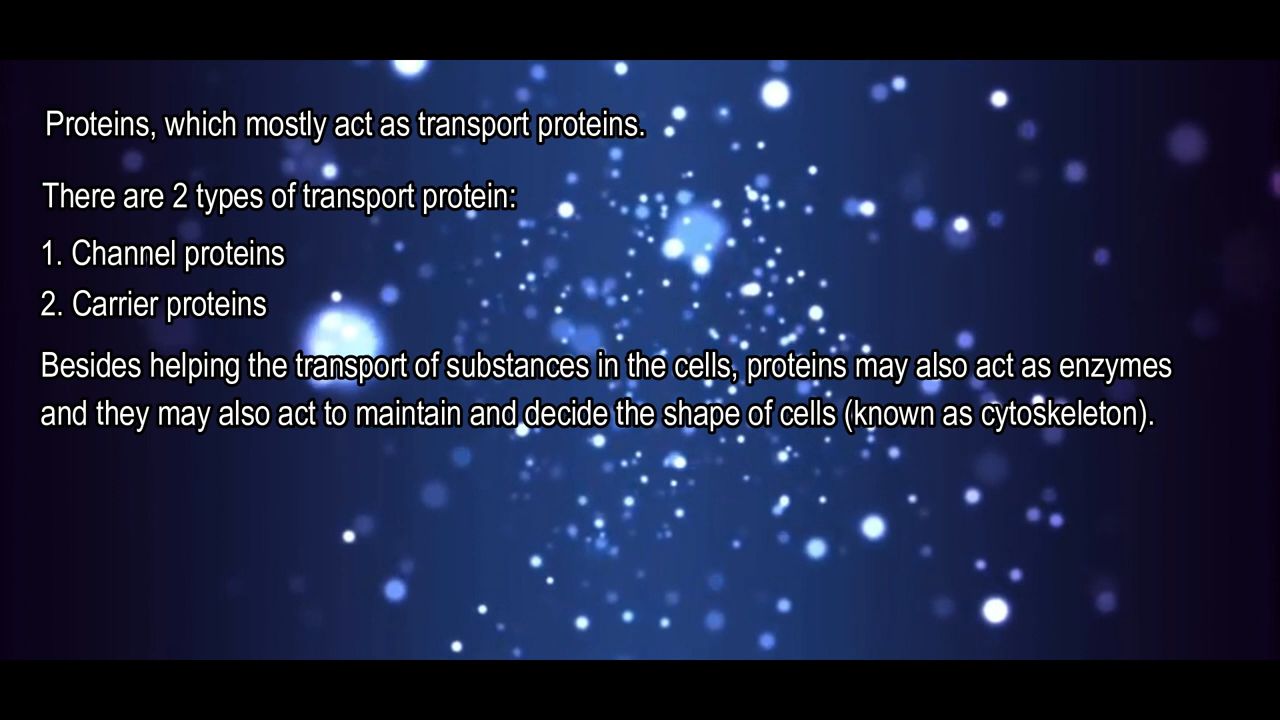 Proteins, which mostly act as transport proteins.
There are 2 types of transport protein:
1. Channel proteins
2. Carrier proteins
Besides helping the transport of substances in the cells, proteins may also act as enzymes
and they may also act to maintain and decide the shape of cells (known as cytoskeleton).